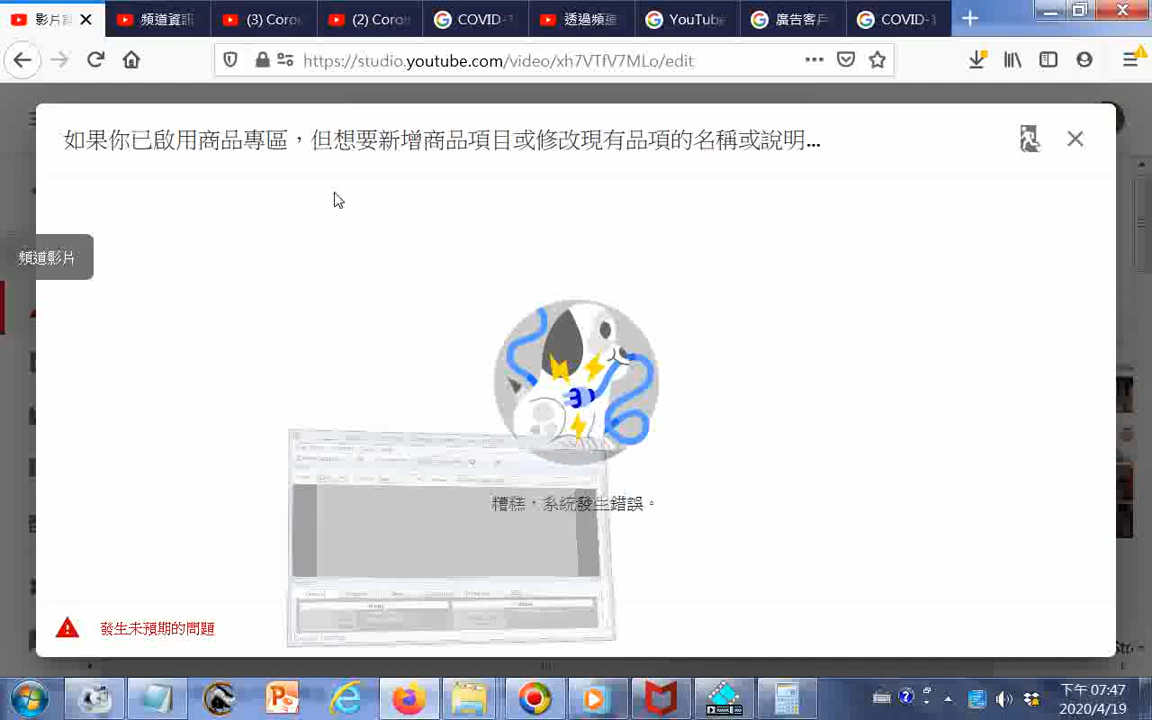 影片
頻道資訊
(3) Coro
(2) Coro
COVID-1
透過頻道
YouTube
廣告客戶
COVID-1
https://studio.youtube.com/video/xh7VTfV7MLo/edit
如果你已啟用商品專區，但想要新增商品項目或修改現有品項的名稱或說明...
頻道影片
糟糕，系統發生錯誤。
發生未預期的問題
下午 07:47
2020/4/19